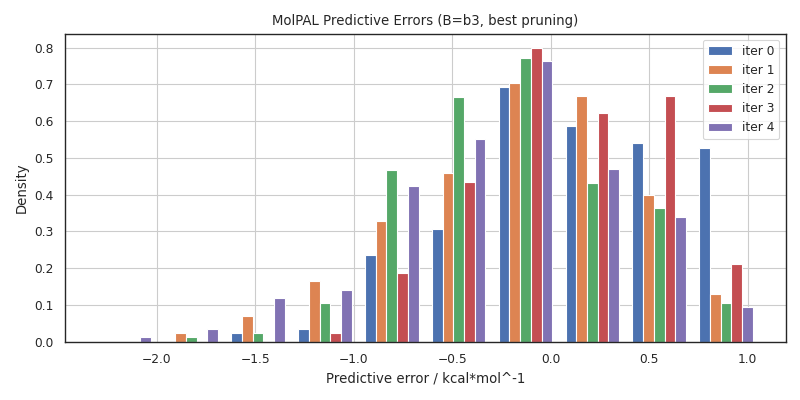 MolPAL Predictive Errors (B=b3, best pruning)
iter 0
iter 1
iter 2
iter 3
iter 4
Density
0.8
0.7
0.6
0.5
0.4
0.3
0.2
0.1
0.0
−2.0 −1.5 −1.0 −0.5 0.0 0.5 1.0
Predictive error / kcal*mol^-1